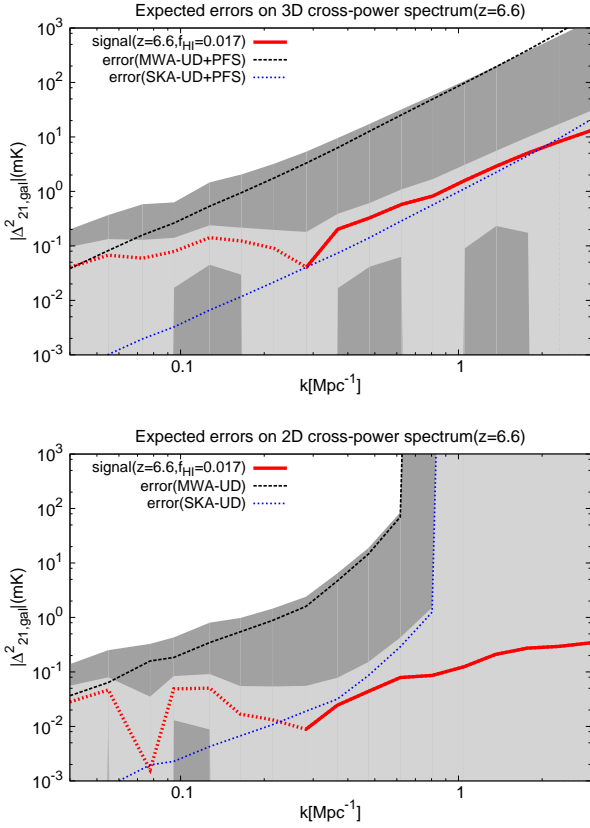 Expected errors on 3D cross-power spectrum(z=6.6)
signal(z=6.6,fHI=0.017)
error(MWA-UD+PFS)
error(SKA-UD+PFS)
|Δ²21,gal|(mK)
10³
10²
10¹
10⁰
10⁻¹
10⁻²
10⁻³
0.1
1
k[Mpc⁻¹]
Expected errors on 2D cross-power spectrum(z=6.6)
signal(z=6.6,fHI=0.017)
error(MWA-UD)
error(SKA-UD)
|Δ²21,gal|(mK)
10³
10²
10¹
10⁰
10⁻¹
10⁻²
10⁻³
0.1
1
k[Mpc⁻¹]